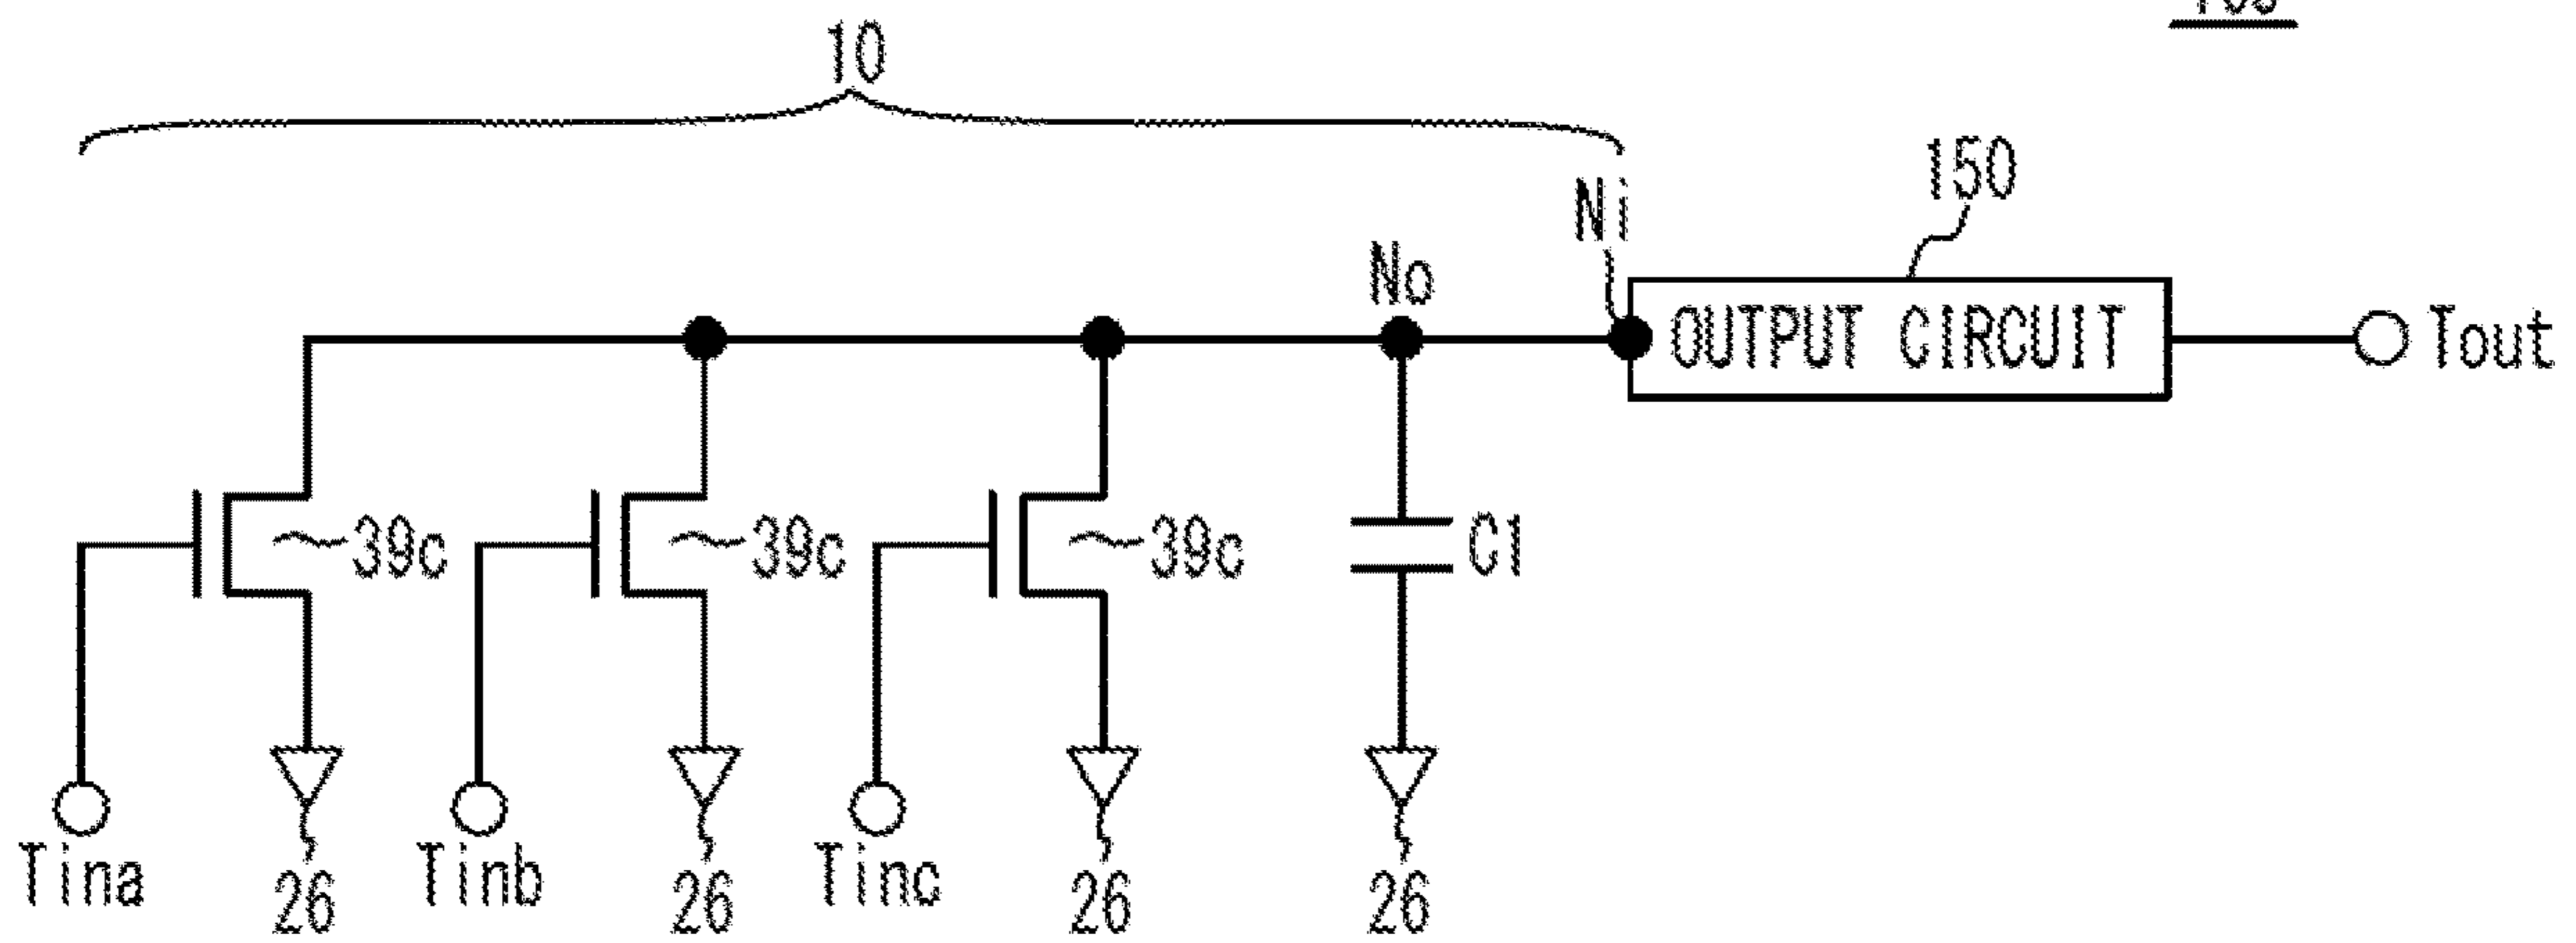 10
150
Ni
No
OUTPUT CIRCUIT
Tout
39c
39c
39c
C1
Tina
26
Tinb
26
Tinc
26
26